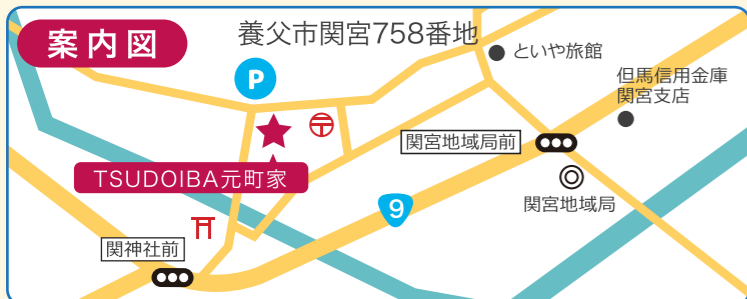 案内図
養父市関宮758番地
P
といや旅館
但馬信用金庫
関宮支店
関宮地域局前
TSUDOIBA元町家
関宮地域局
9
関神社前